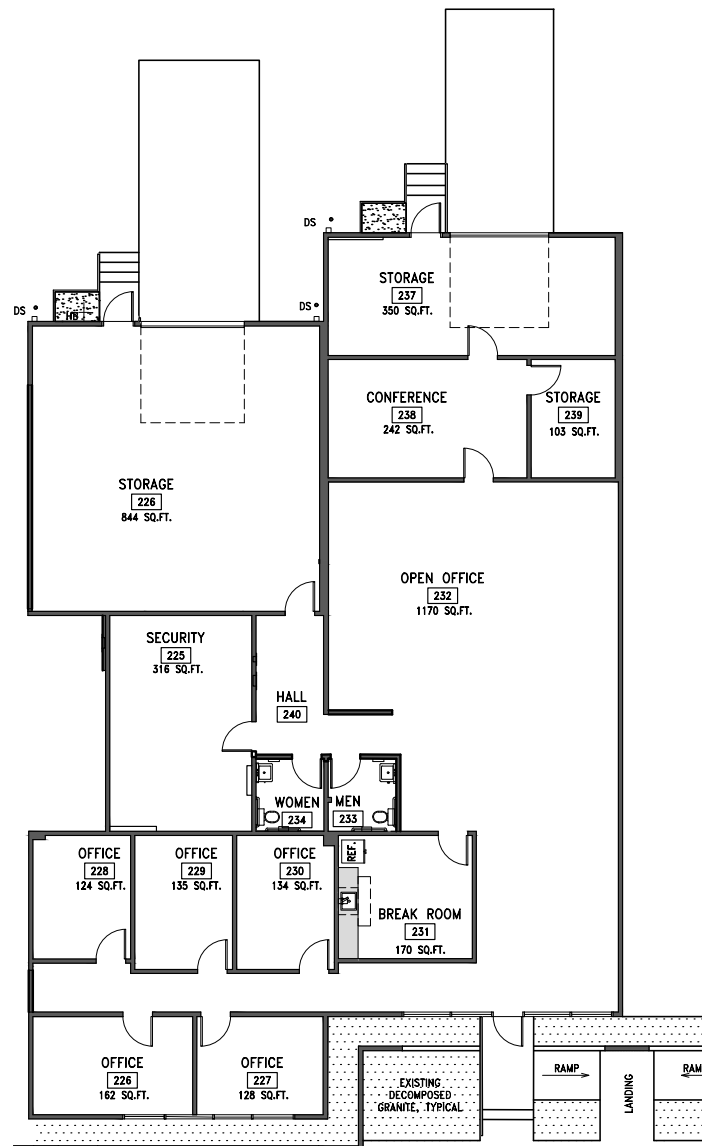 DS
STORAGE
237
350 SQ.FT.
DS
HB
DS
CONFERENCE
238
242 SQ.FT.
STORAGE
239
103 SQ.FT.
STORAGE
226
844 SQ.FT.
OPEN OFFICE
232
1170 SQ.FT.
SECURITY
225
316 SQ.FT.
HALL
240
WOMEN
234
MEN
233
OFFICE
228
124 SQ.FT.
OFFICE
229
135 SQ.FT.
OFFICE
230
134 SQ.FT.
REF.
BREAK ROOM
231
170 SQ.FT.
OFFICE
226
162 SQ.FT.
OFFICE
227
128 SQ.FT.
EXISTING
DECOMPOSED
GRANITE, TYPICAL
RAMP
LANDING
RAM